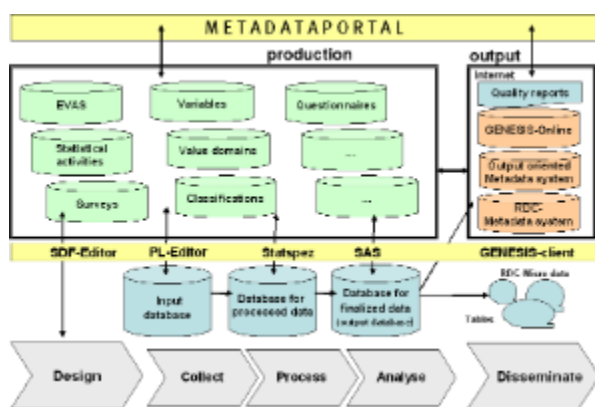 METADATAPORTAL
production
output
Internet
EVAS
Variables
Questionnaires
Quality reports
GENESIS-Online
Statistical
activities
Value domains
...
Output oriented
Metadata system
Surveys
Classifications
...
RDC-
Metadata system
SDF-Editor
PL-Editor
Statspez
SAS
GENESIS-client
Input
database
Database for
processed data
Database for
finalized data
(output database)
RDC-Micro data
Tables
Design
Collect
Process
Analyse
Disseminate